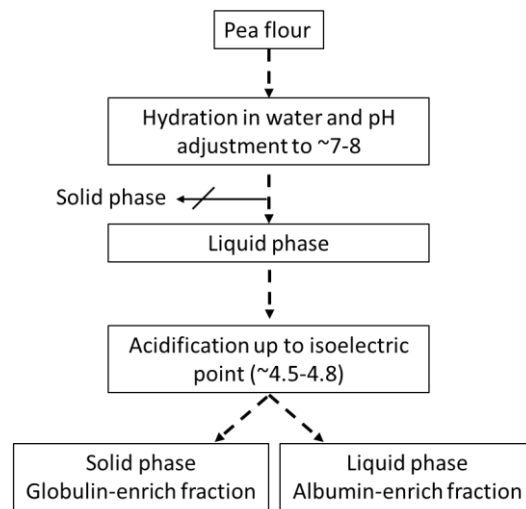 Pea flour
Hydration in water and pH
adjustment to ~7-8
Solid phase
Liquid phase
Acidification up to isoelectric
point (~4.5-4.8)
Solid phase
Globulin-enrich fraction
Liquid phase
Albumin-enrich fraction